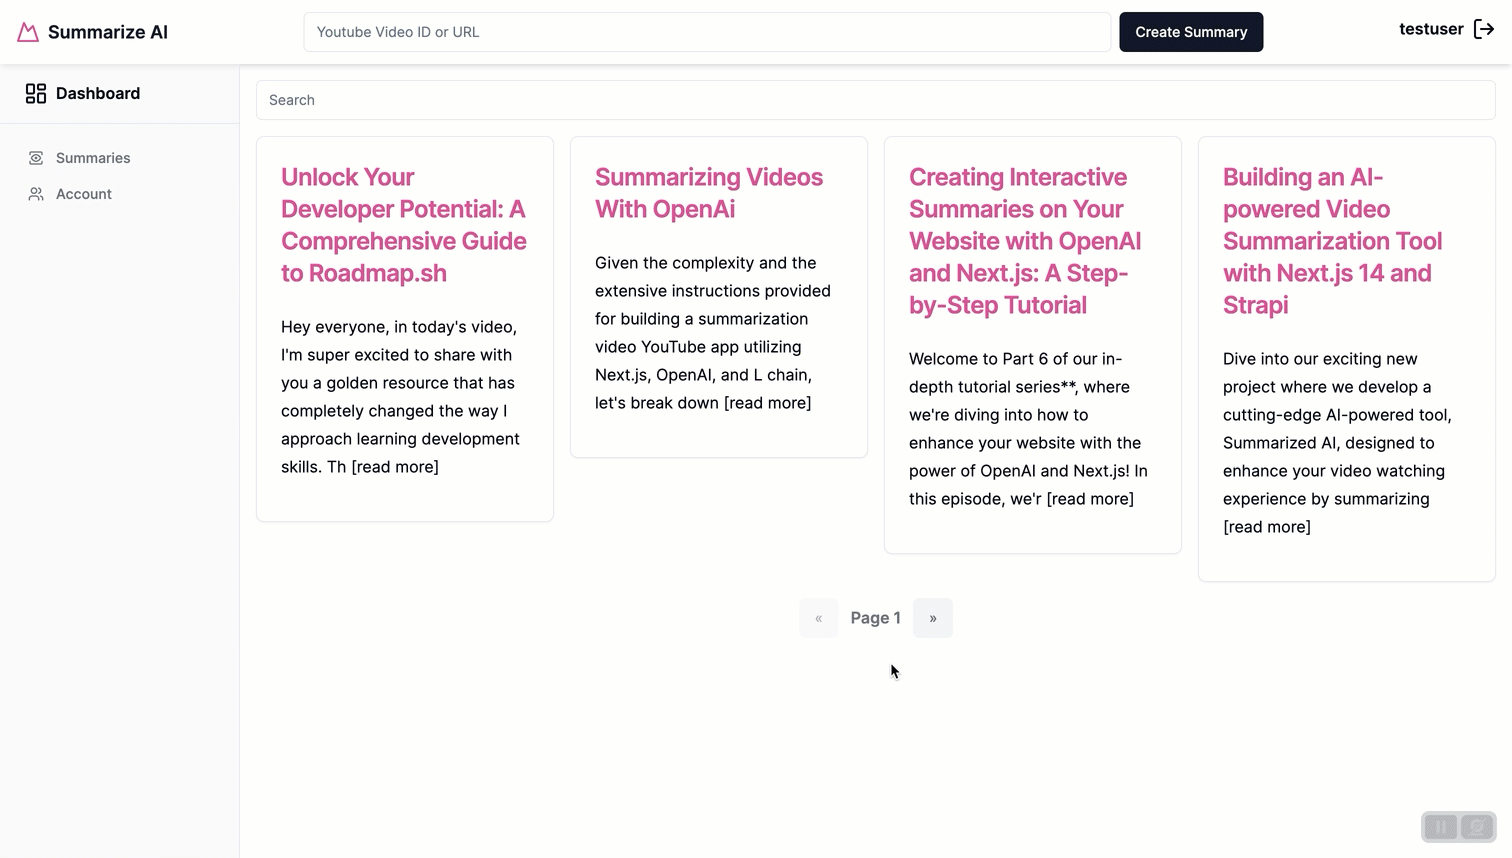 Summarize AI
Youtube Video ID or URL
Create Summary
testuser
Dashboard
Summaries
Account
Search
Unlock Your
Developer Potential: A
Comprehensive Guide
to Roadmap.sh
Hey everyone, in today's video,
I'm super excited to share with
you a golden resource that has
completely changed the way I
approach learning development
skills. Th [read more]
Summarizing Videos
With OpenAi
Given the complexity and the
extensive instructions provided
for building a summarization
video YouTube app utilizing
Next.js, OpenAI, and L chain,
let's break down [read more]
Creating Interactive
Summaries on Your
Website with OpenAI
and Next.js: A Step-
by-Step Tutorial
Welcome to Part 6 of our in-
depth tutorial series**, where
we're diving into how to
enhance your website with the
power of OpenAI and Next.js! In
this episode, we'r [read more]
Building an AI-
powered Video
Summarization Tool
with Next.js 14 and
Strapi
Dive into our exciting new
project where we develop a
cutting-edge AI-powered tool,
Summarized AI, designed to
enhance your video watching
experience by summarizing
[read more]
« Page 1 »